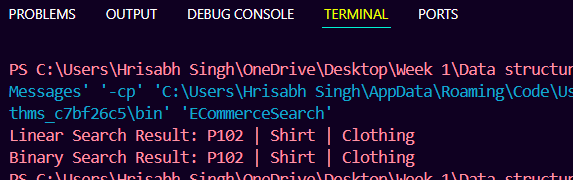 PROBLEMS OUTPUT DEBUG CONSOLE TERMINAL PORTS
PS C:\Users\Hrisabh Singh\OneDrive\Desktop\Week 1\Data structur
Messages' '-cp' 'C:\Users\Hrisabh Singh\AppData\Roaming\Code\Us
thms_c7bf26c5\bin' 'ECommerceSearch'
Linear Search Result: P102 | Shirt | Clothing
Binary Search Result: P102 | Shirt | Clothing
PS C:\Users\Hrisabh Singh\OneDrive\Desktop\Week 1\Data structur